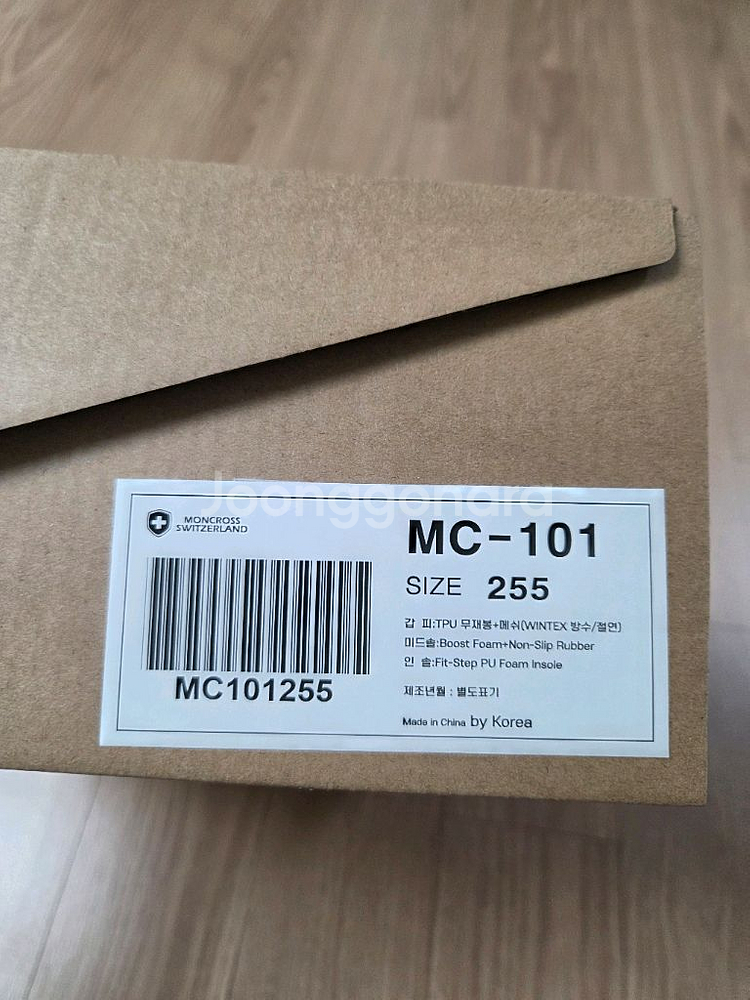 Joonggonara
MONCROSS
SWITZERLAND
MC101255
MC-101
SIZE 255
갑 피:TPU 무재봉+메쉬(WINTEX 방수/절연)
미드솔:Boost Foam+Non-Slip Rubber
인 솔:Fit-Step PU Foam Insole
제조년월 : 별도표기
Made in China by Korea